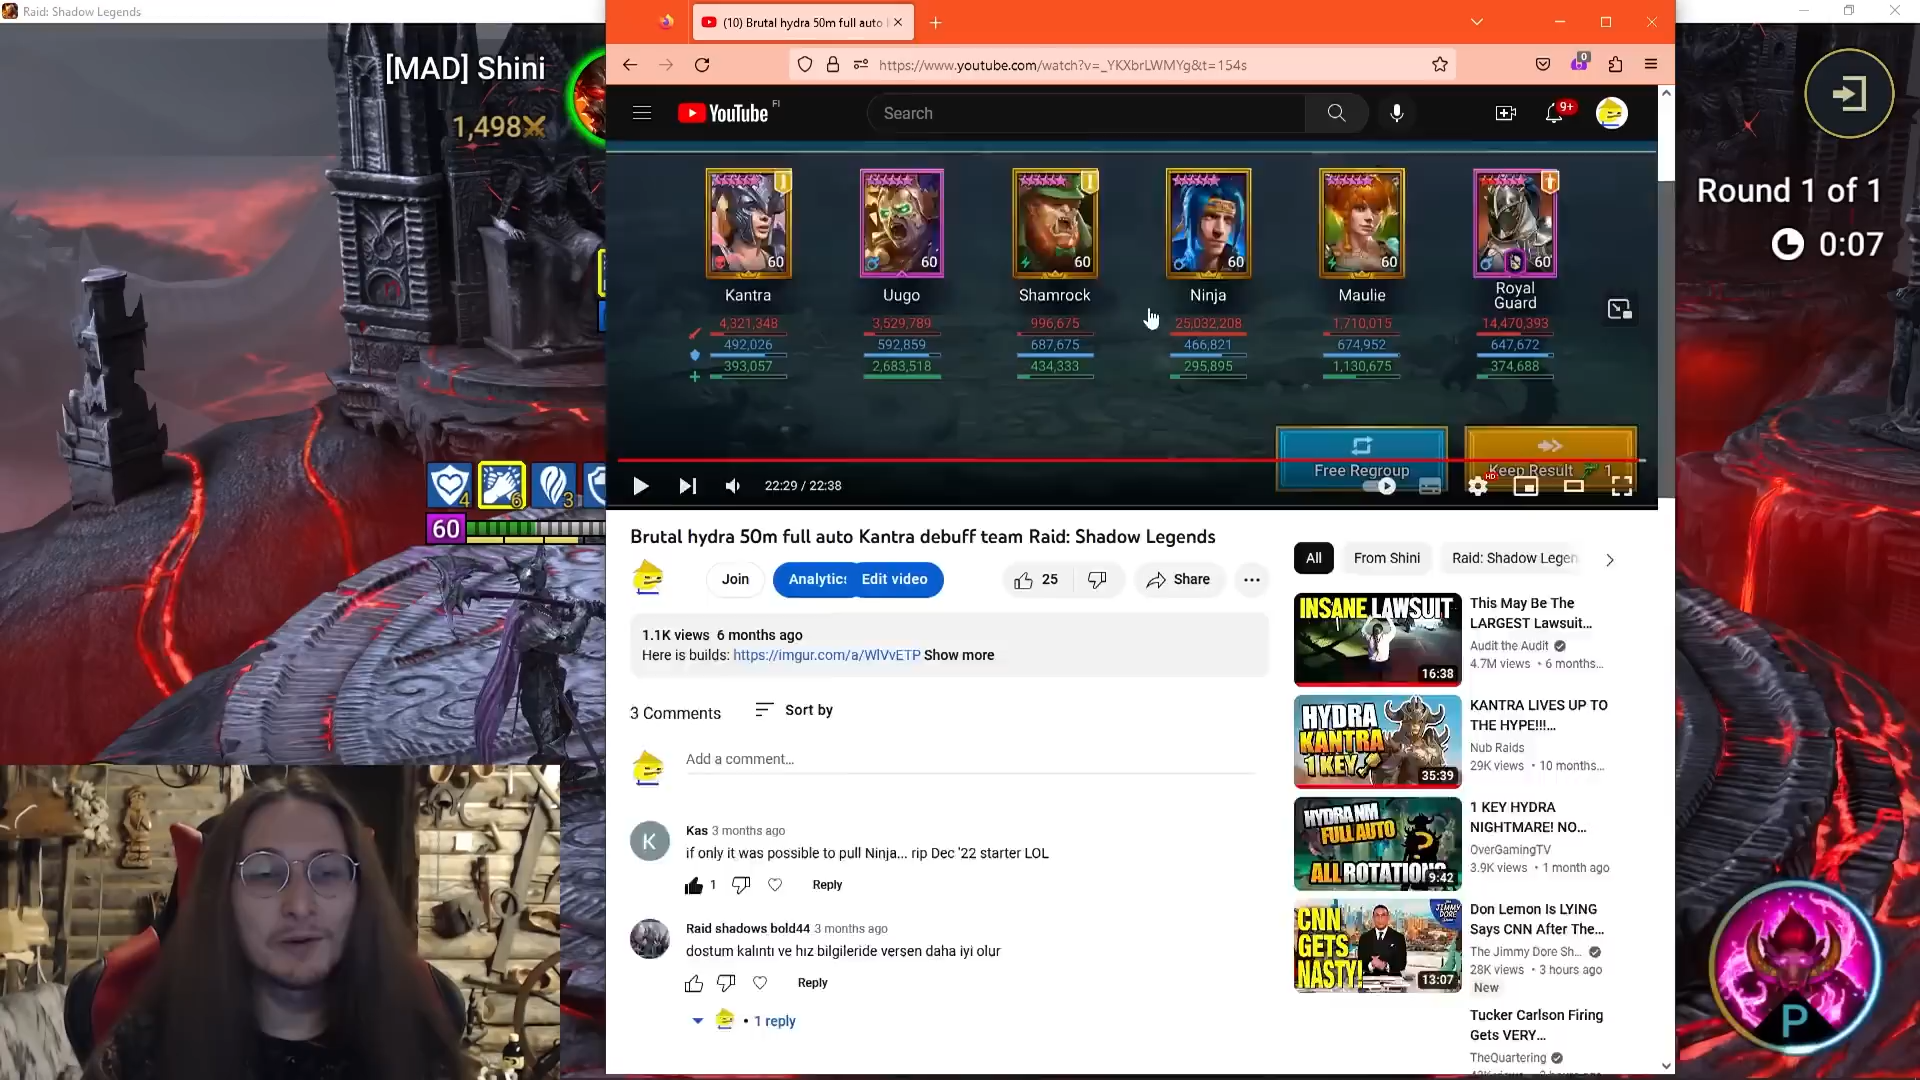 Raid: Shadow Legends
(10) Brutal hydra 50m full auto
https://www.youtube.com/watch?v=_YKXbrLWMYg&t=154s
0
[MAD] Shini
1,498
YouTube FI
Search
9+
Round 1 of 1
0:07
60 60 60 60 60 60
Kantra Uugo Shamrock Ninja Maulie Royal Guard
4,321,348 3,529,789 996,675 25,032,208 1,710,015 14,470,393
492,026 592,859 687,675 466,821 674,952 647,672
393,057 2,683,518 434,333 295,895 1,130,675 374,688
Free Regroup
Keep Result 1
22:29 / 22:38
HD
4 6 3
60
Brutal hydra 50m full auto Kantra debuff team Raid: Shadow Legends
Join
Analytics
Edit video
25
Share
1.1K views 6 months ago
Here is builds: https://imgur.com/a/WlVvETP Show more
3 Comments
Sort by
Add a comment...
K
Kas 3 months ago
if only it was possible to pull Ninja... rip Dec '22 starter LOL
1
Reply
Raid shadows bold44 3 months ago
dostum kalıntı ve hız bilgileride versen daha iyi olur
Reply
• 1 reply
All
From Shini
Raid: Shadow Legen
INSANE LAWSUIT
16:38
This May Be The
LARGEST Lawsuit...
Audit the Audit
4.7M views • 6 months...
HYDRA
KANTRA
1 KEY
35:39
KANTRA LIVES UP TO
THE HYPE!!!...
Nub Raids
29K views • 10 months...
HYDRA NM
FULL AUTO
?
ALL ROTATION
9:42
1 KEY HYDRA
NIGHTMARE! NO...
OverGamingTV
3.9K views • 1 month ago
CNN
GETS
NASTY!
THE JIMMY DORE
13:07
Don Lemon Is LYING
Says CNN After The...
The Jimmy Dore Sh...
28K views • 3 hours ago
New
Tucker Carlson Firing
Gets VERY...
TheQuartering
P